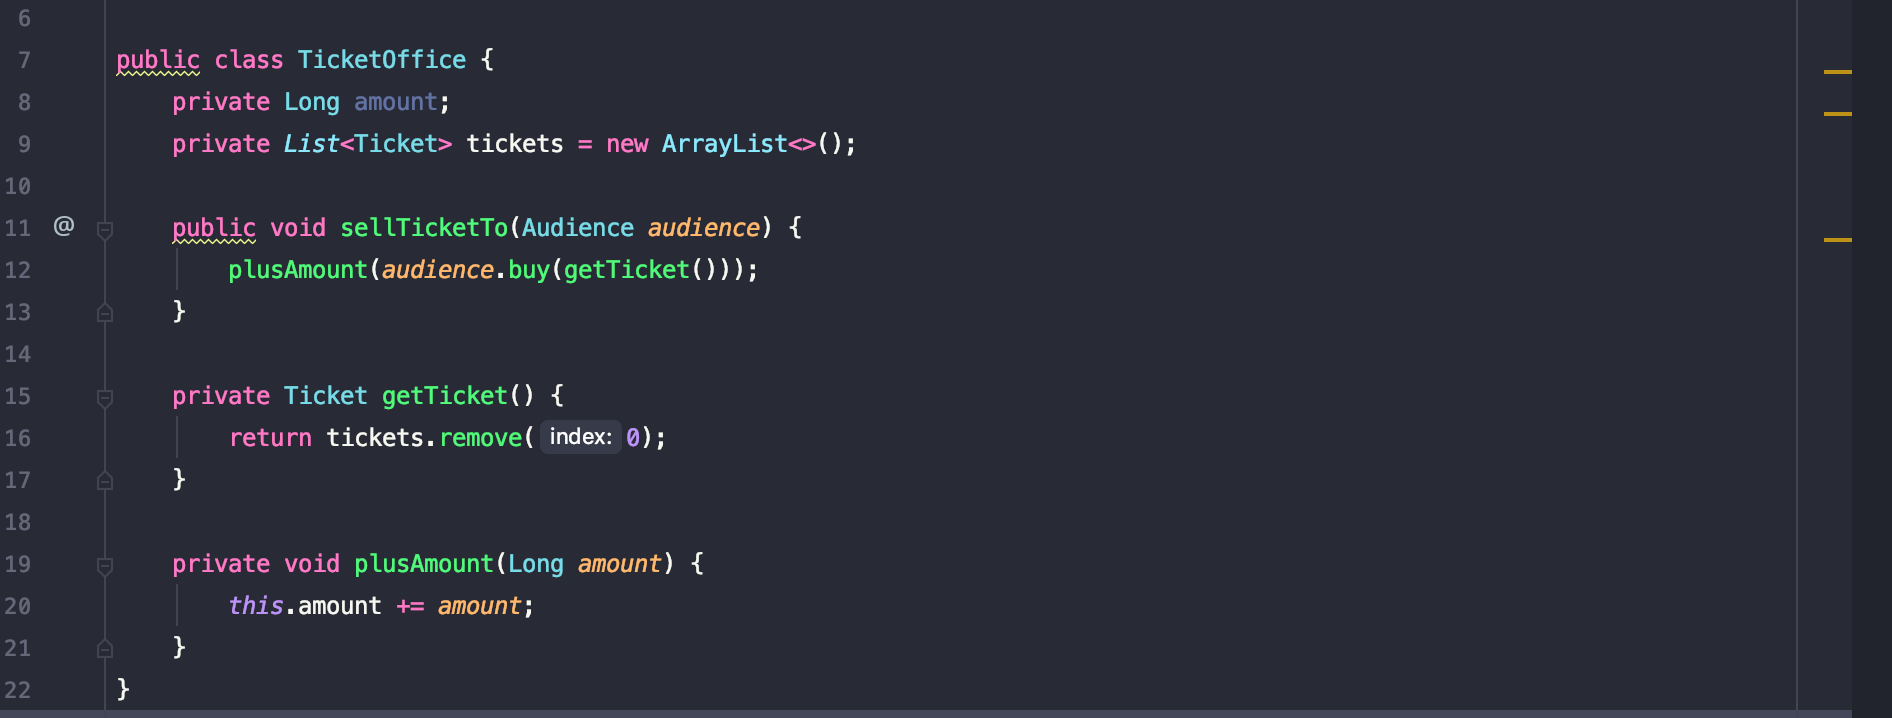 6
7 public class TicketOffice {
8     private Long amount;
9     private List<Ticket> tickets = new ArrayList<>();
10
11 @     public void sellTicketTo(Audience audience) {
12         plusAmount(audience.buy(getTicket()));
13     }
14
15     private Ticket getTicket() {
16         return tickets.remove( index: 0);
17     }
18
19     private void plusAmount(Long amount) {
20         this.amount += amount;
21     }
22 }